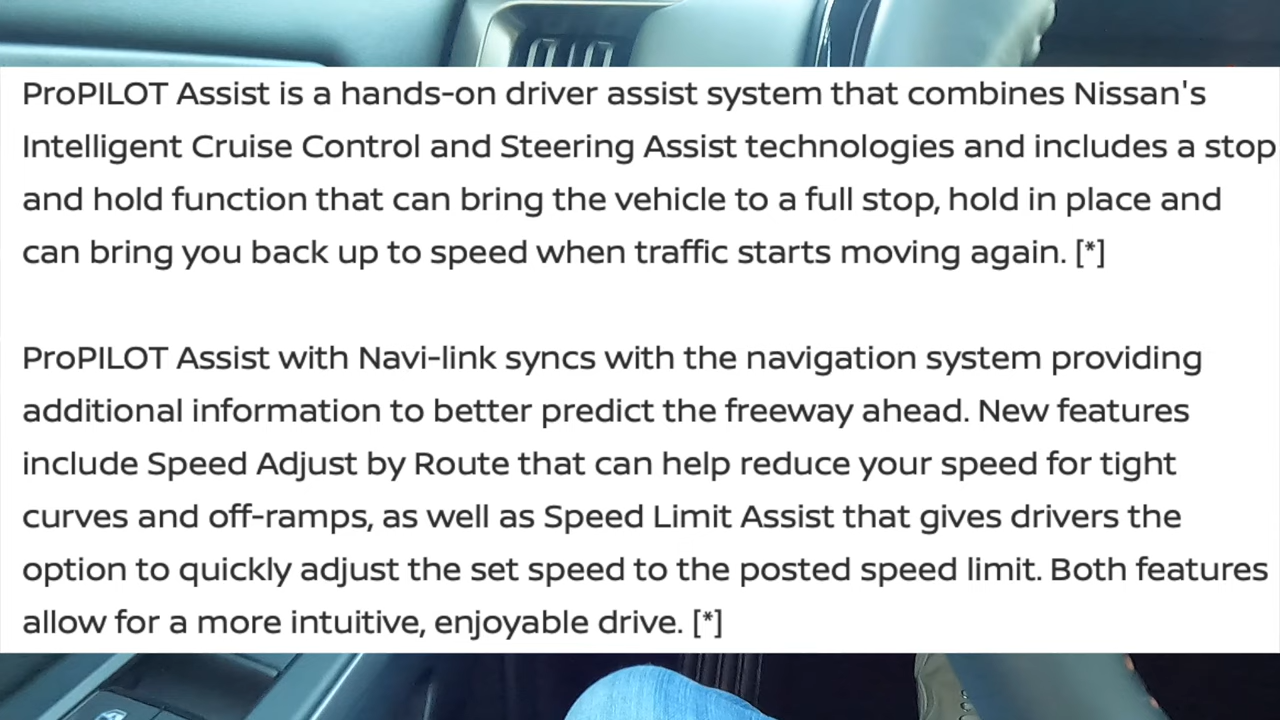 ProPILOT Assist is a hands-on driver assist system that combines Nissan's
Intelligent Cruise Control and Steering Assist technologies and includes a stop
and hold function that can bring the vehicle to a full stop, hold in place and
can bring you back up to speed when traffic starts moving again. [*]
ProPILOT Assist with Navi-link syncs with the navigation system providing
additional information to better predict the freeway ahead. New features
include Speed Adjust by Route that can help reduce your speed for tight
curves and off-ramps, as well as Speed Limit Assist that gives drivers the
option to quickly adjust the set speed to the posted speed limit. Both features
allow for a more intuitive, enjoyable drive. [*]